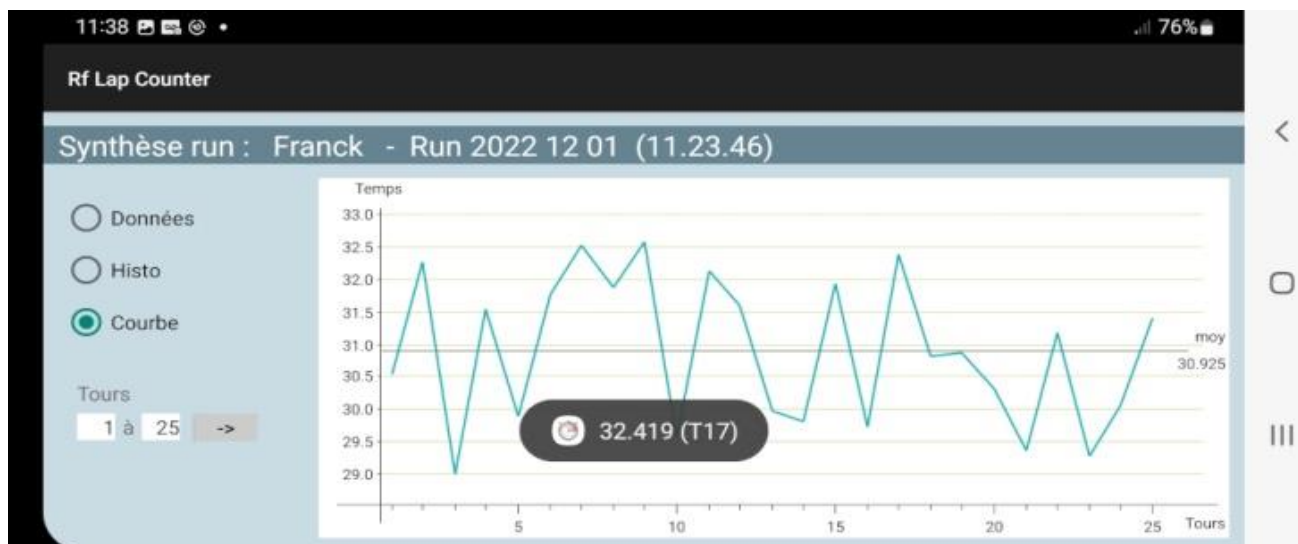 11:38 76%
Rf Lap Counter
Synthèse run : Franck - Run 2022 12 01 (11.23.46)
Données
Histo
Courbe
Tours
1 à 25 ->
Temps
33.0
32.5
32.0
31.5
31.0
30.5
30.0
29.5
29.0
moy
30.925
32.419 (T17)
5 10 15 20 25 Tours